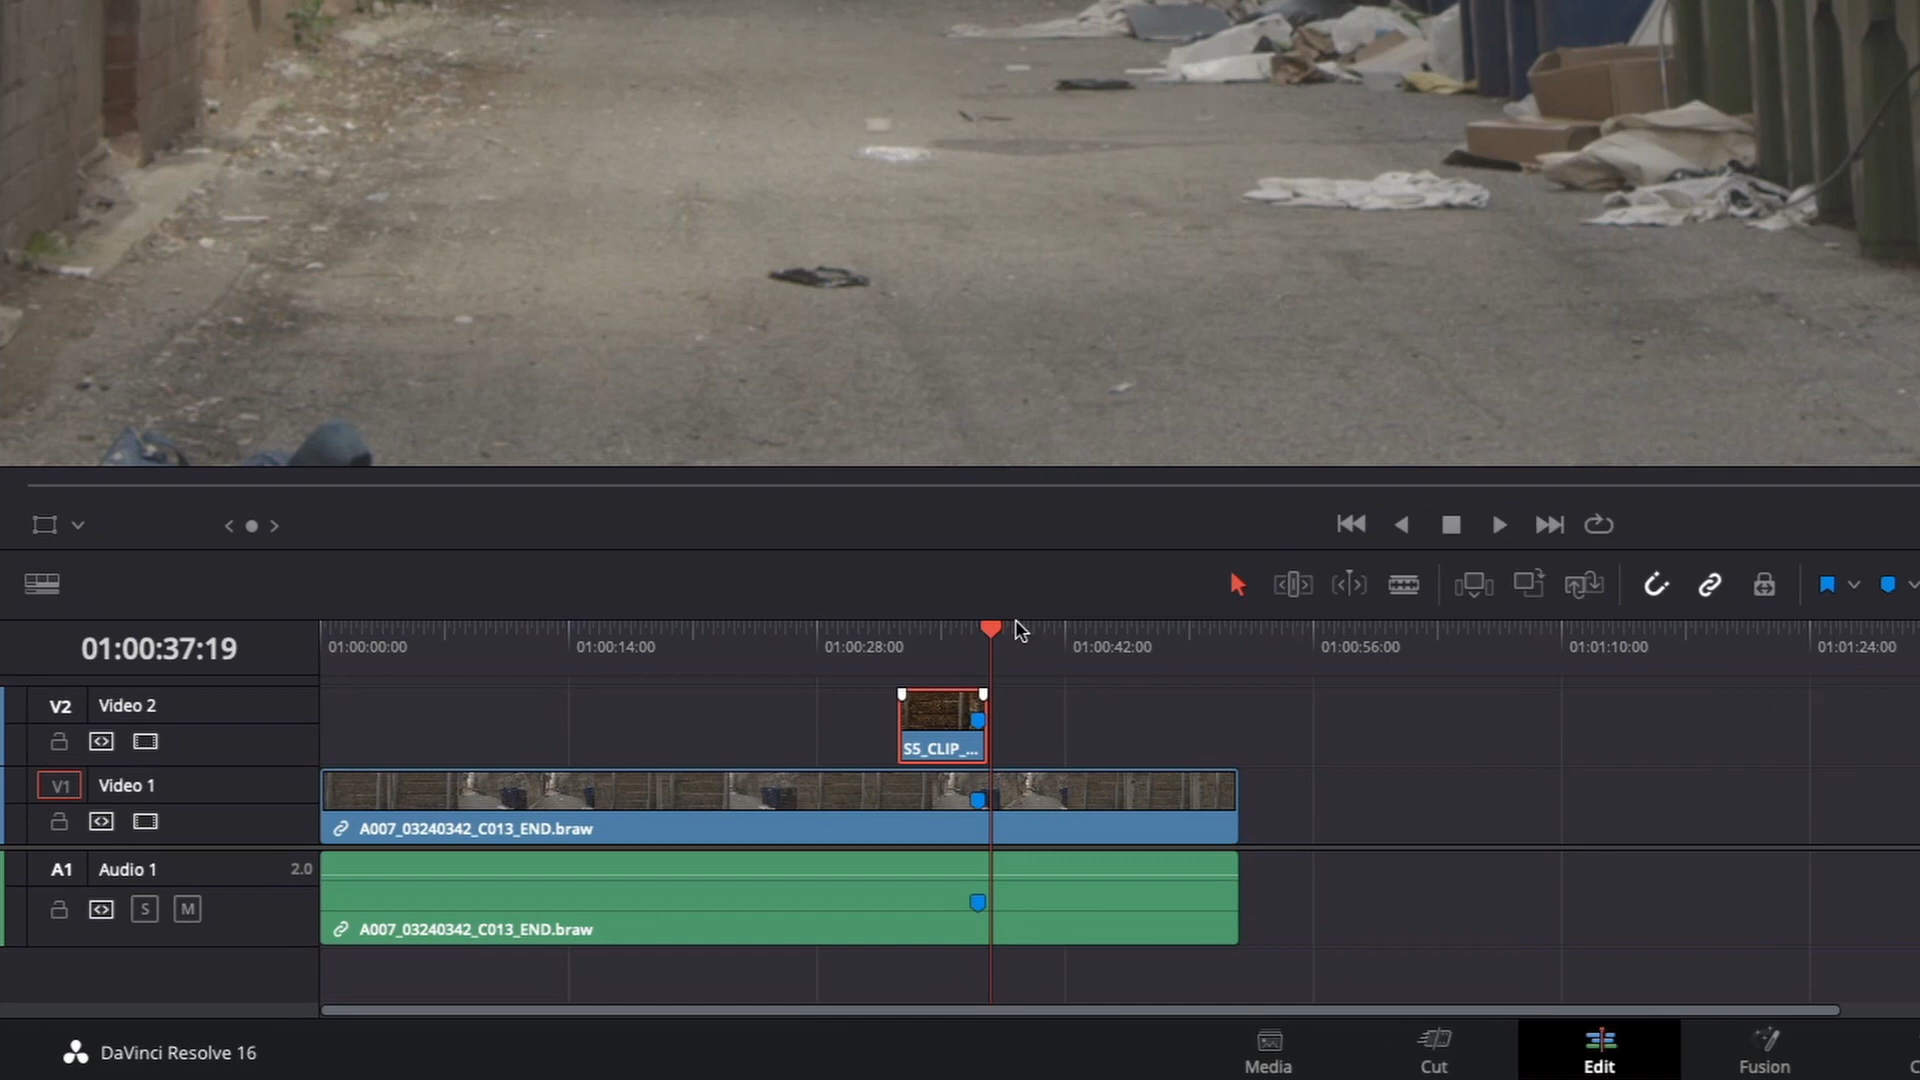 01:00:37:19
01:00:00:00 01:00:14:00 01:00:28:00 01:00:42:00 01:00:56:00 01:01:10:00 01:01:24:00
V2 Video 2
S5_CLIP_...
V1 Video 1
A007_03240342_C013_END.braw
A1 Audio 1 2.0
S M
A007_03240342_C013_END.braw
DaVinci Resolve 16
Media Cut Edit Fusion